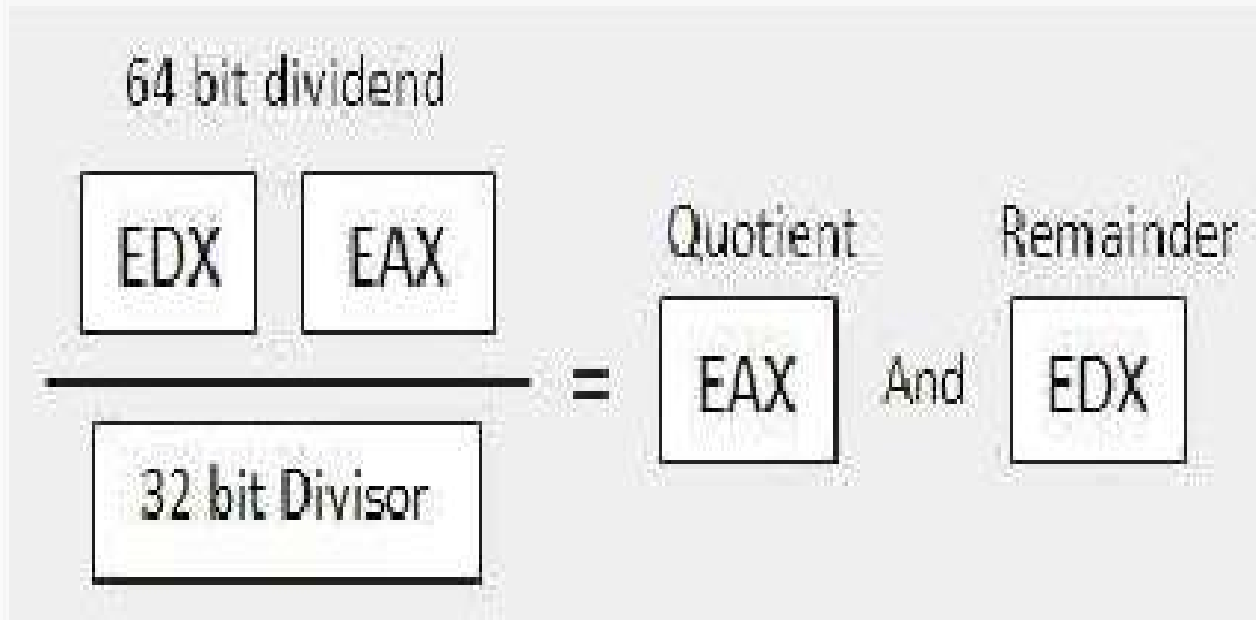 64 bit dividend
EDX EAX
32 bit Divisor
=
Quotient
EAX
And
Remainder
EDX